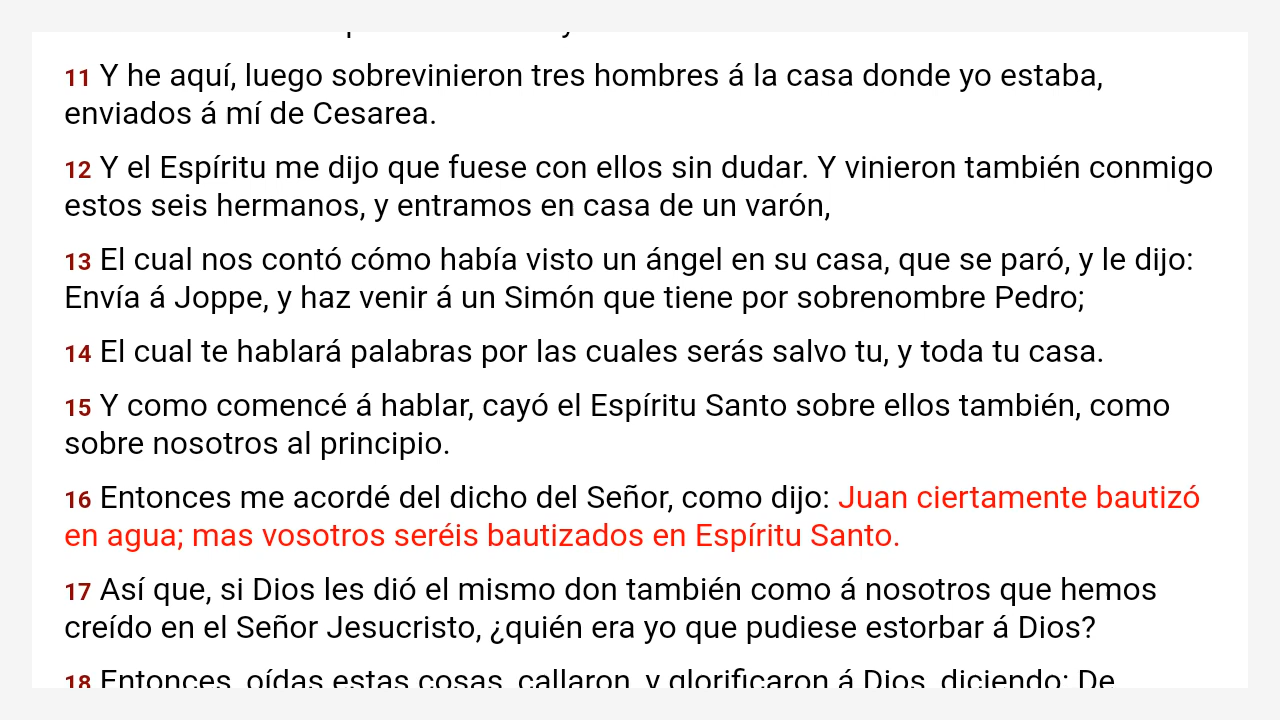 11 Y he aquí, luego sobrevinieron tres hombres á la casa donde yo estaba,
enviados á mí de Cesarea.
12 Y el Espíritu me dijo que fuese con ellos sin dudar. Y vinieron también conmigo
estos seis hermanos, y entramos en casa de un varón,
13 El cual nos contó cómo había visto un ángel en su casa, que se paró, y le dijo:
Envía á Joppe, y haz venir á un Simón que tiene por sobrenombre Pedro;
14 El cual te hablará palabras por las cuales serás salvo tu, y toda tu casa.
15 Y como comencé á hablar, cayó el Espíritu Santo sobre ellos también, como
sobre nosotros al principio.
16 Entonces me acordé del dicho del Señor, como dijo: Juan ciertamente bautizó
en agua; mas vosotros seréis bautizados en Espíritu Santo.
17 Así que, si Dios les dió el mismo don también como á nosotros que hemos
creído en el Señor Jesucristo, ¿quién era yo que pudiese estorbar á Dios?
18 Entonces, oídas estas cosas, callaron, y glorificaron á Dios, diciendo: De